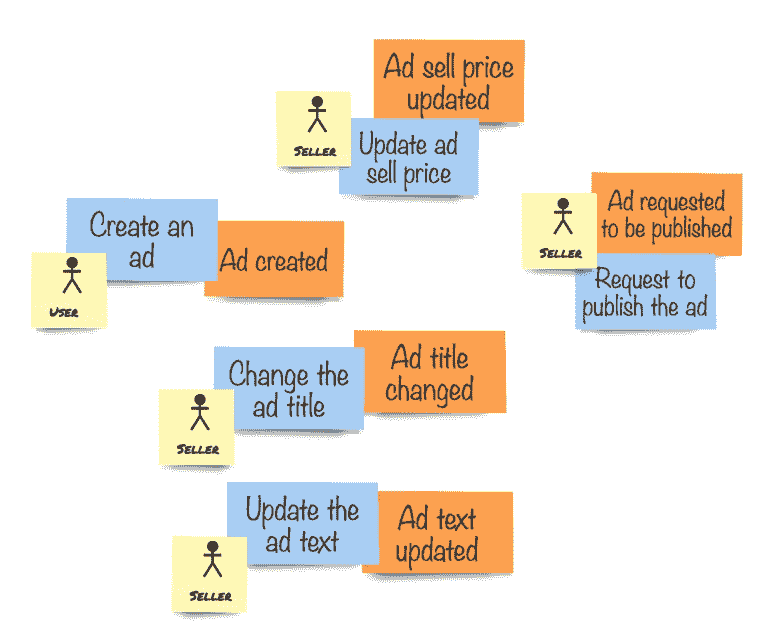 Ad sell price
updated
SELLER
Update ad
sell price
Ad requested
to be published
SELLER
Request to
publish the ad
Create an
ad
Ad created
USER
Ad title
changed
Change the
ad title
SELLER
Update the
ad text
Ad text
updated
SELLER